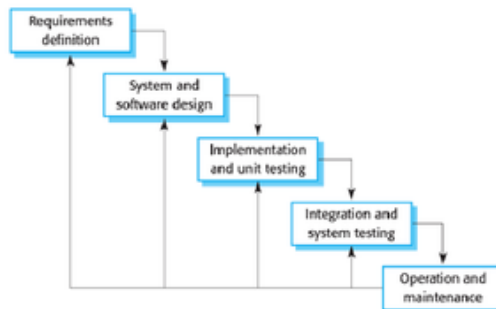 Requirements
definition
System and
software design
Implementation
and unit testing
Integration and
system testing
Operation and
maintenance